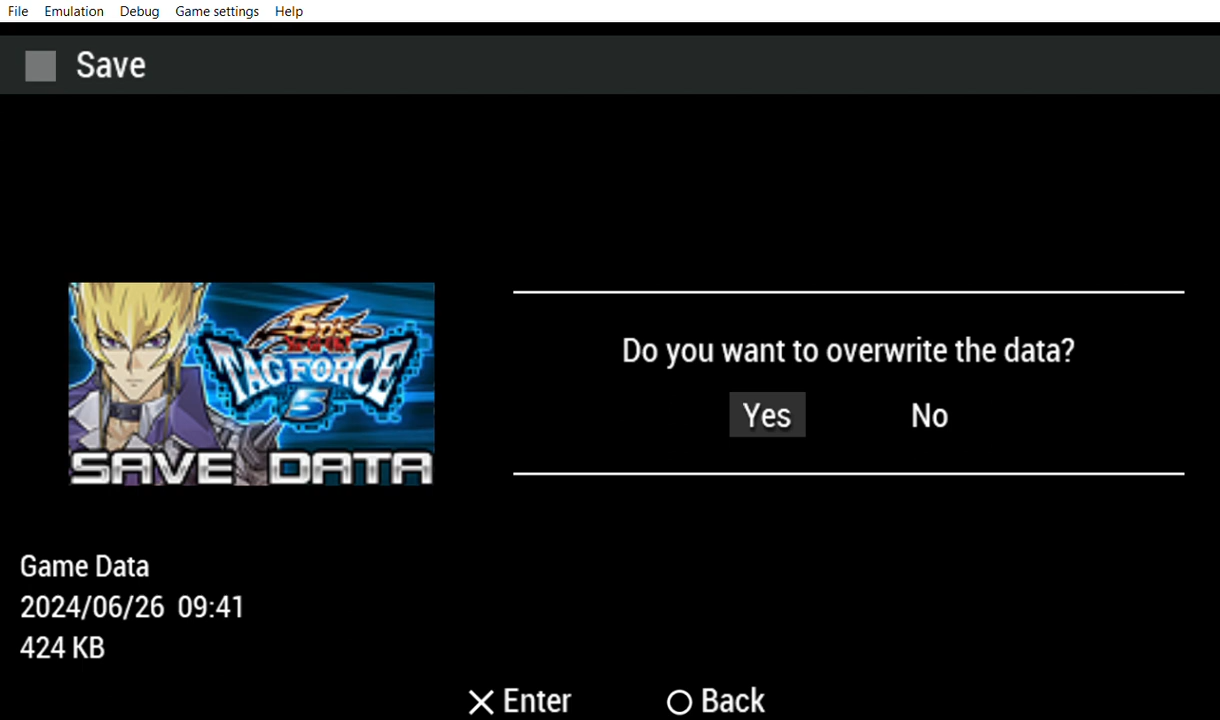 File Emulation Debug Game settings Help
Save
5D's
TAG FORCE
5
SAVE DATA
Do you want to overwrite the data?
Yes No
Game Data
2024/06/26 09:41
424 KB
Enter Back